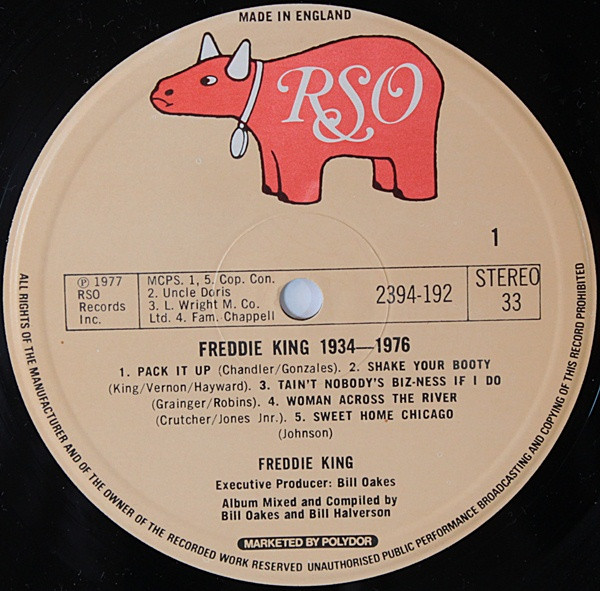 MADE IN ENGLAND
RSO
1
℗ 1977
RSO
Records
Inc.
MCPS. 1, 5. Cop. Con.
2. Uncle Doris
3. L. Wright M. Co.
Ltd. 4. Fam. Chappell
2394-192
STEREO
33
FREDDIE KING 1934—1976
1. PACK IT UP (Chandler/Gonzales). 2. SHAKE YOUR BOOTY
(King/Vernon/Hayward). 3. TAIN'T NOBODY'S BIZ-NESS IF I DO
(Grainger/Robins). 4. WOMAN ACROSS THE RIVER
(Crutcher/Jones Jnr.). 5. SWEET HOME CHICAGO
(Johnson)
FREDDIE KING
Executive Producer: Bill Oakes
Album Mixed and Compiled by
Bill Oakes and Bill Halverson
MARKETED BY POLYDOR
ALL RIGHTS OF THE MANUFACTURER AND OF THE OWNER OF THE RECORDED WORK RESERVED UNAUTHORISED PUBLIC PERFORMANCE BROADCASTING AND COPYING OF THIS RECORD PROHIBITED